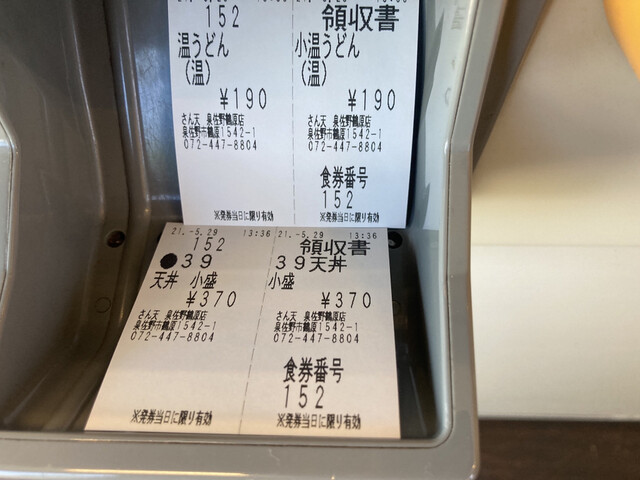 152
温うどん
(温)
¥190
さん天 泉佐野鶴原店
泉佐野市鶴原1542-1
072-447-8804
※発券当日に限り有効
領収書
小温うどん
(温)
¥190
さん天 泉佐野鶴原店
泉佐野市鶴原1542-1
072-447-8804
食券番号
152
※発券当日に限り有効
21.-5.29 13:36
152
●39
天丼 小盛
¥370
さん天 泉佐野鶴原店
泉佐野市鶴原1542-1
072-447-8804
※発券当日に限り有効
21.-5.29 13:36
領収書
39天丼
小盛
¥370
さん天 泉佐野鶴原店
泉佐野市鶴原1542-1
072-447-8804
食券番号
152
※発券当日に限り有効